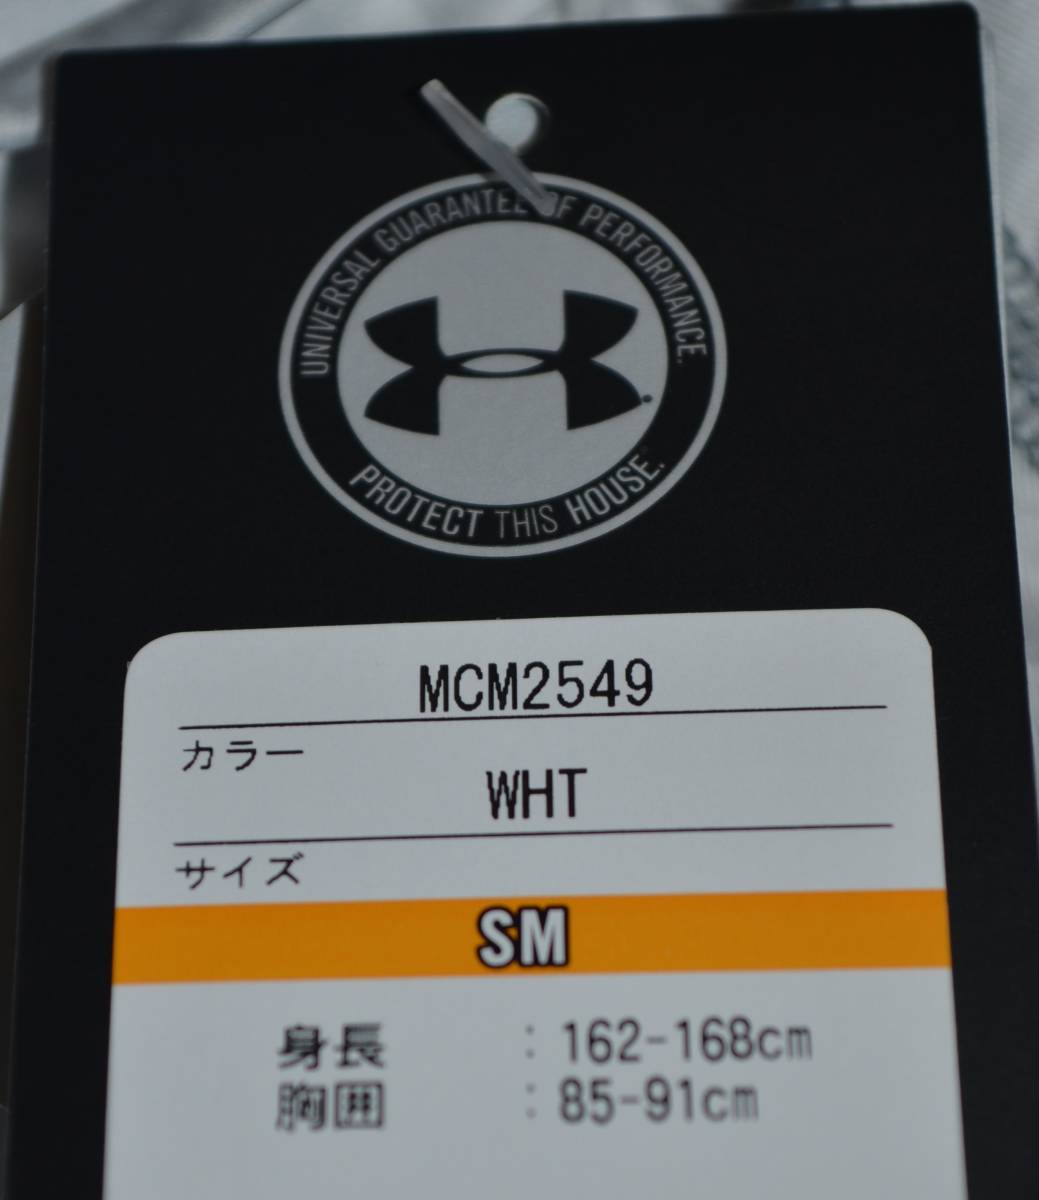 UNIVERSAL GUARANTEE OF PERFORMANCE.
PROTECT THIS HOUSE.
MCM2549
カラー
WHT
サイズ
SM
身長 : 162-168cm
胸囲 : 85-91cm